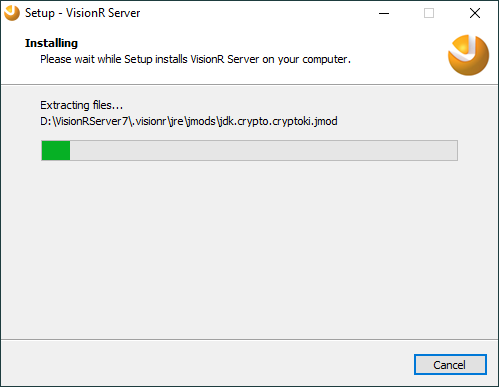 Setup - VisionR Server
Installing
Please wait while Setup installs VisionR Server on your computer.
Extracting files...
D:\VisionRServer7\.visionr\jre\jmods\jdk.crypto.cryptoki.jmod
Cancel